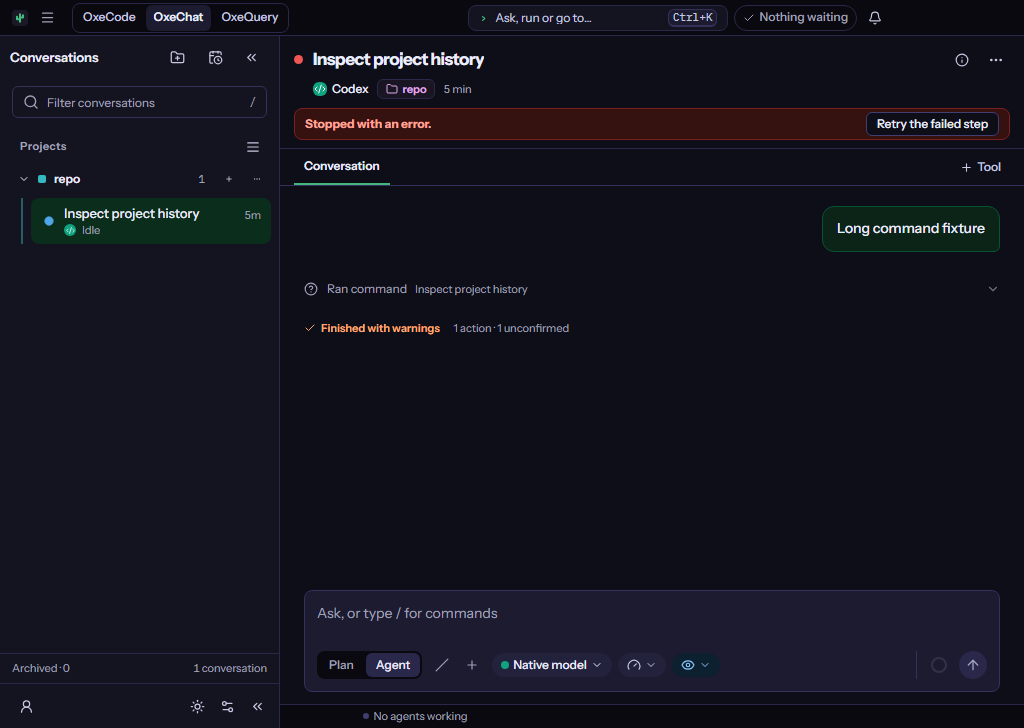 OxeCode OxeChat OxeQuery
› Ask, run or go to... Ctrl+K
Nothing waiting
Conversations
Filter conversations /
Projects
repo 1 + ...
Inspect project history 5m
Idle
Archived · 0 1 conversation
Inspect project history
Codex repo 5 min
Stopped with an error. Retry the failed step
Conversation + Tool
Long command fixture
Ran command Inspect project history
Finished with warnings 1 action · 1 unconfirmed
Ask, or type / for commands
Plan Agent Native model
No agents working